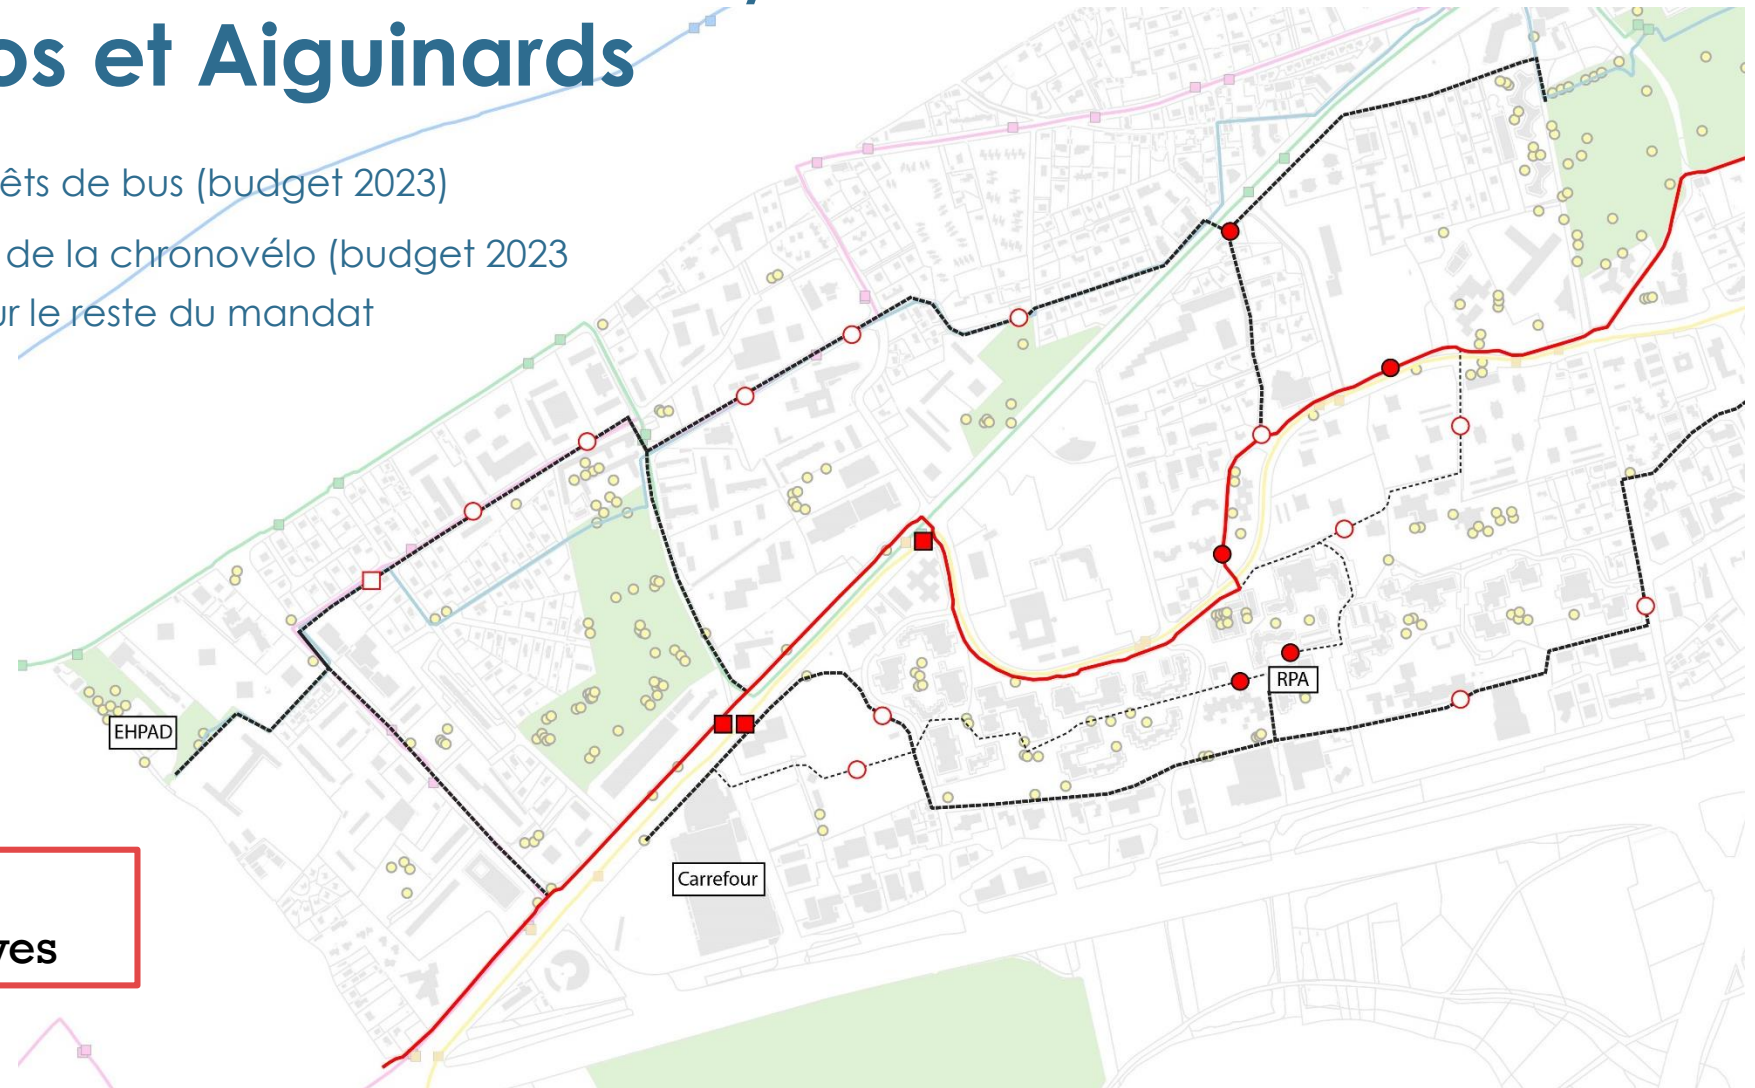 os et Aiguinards
êts de bus (budget 2023)
de la chronovélo (budget 2023
ur le reste du mandat
RPA
EHPAD
Carrefour
ves